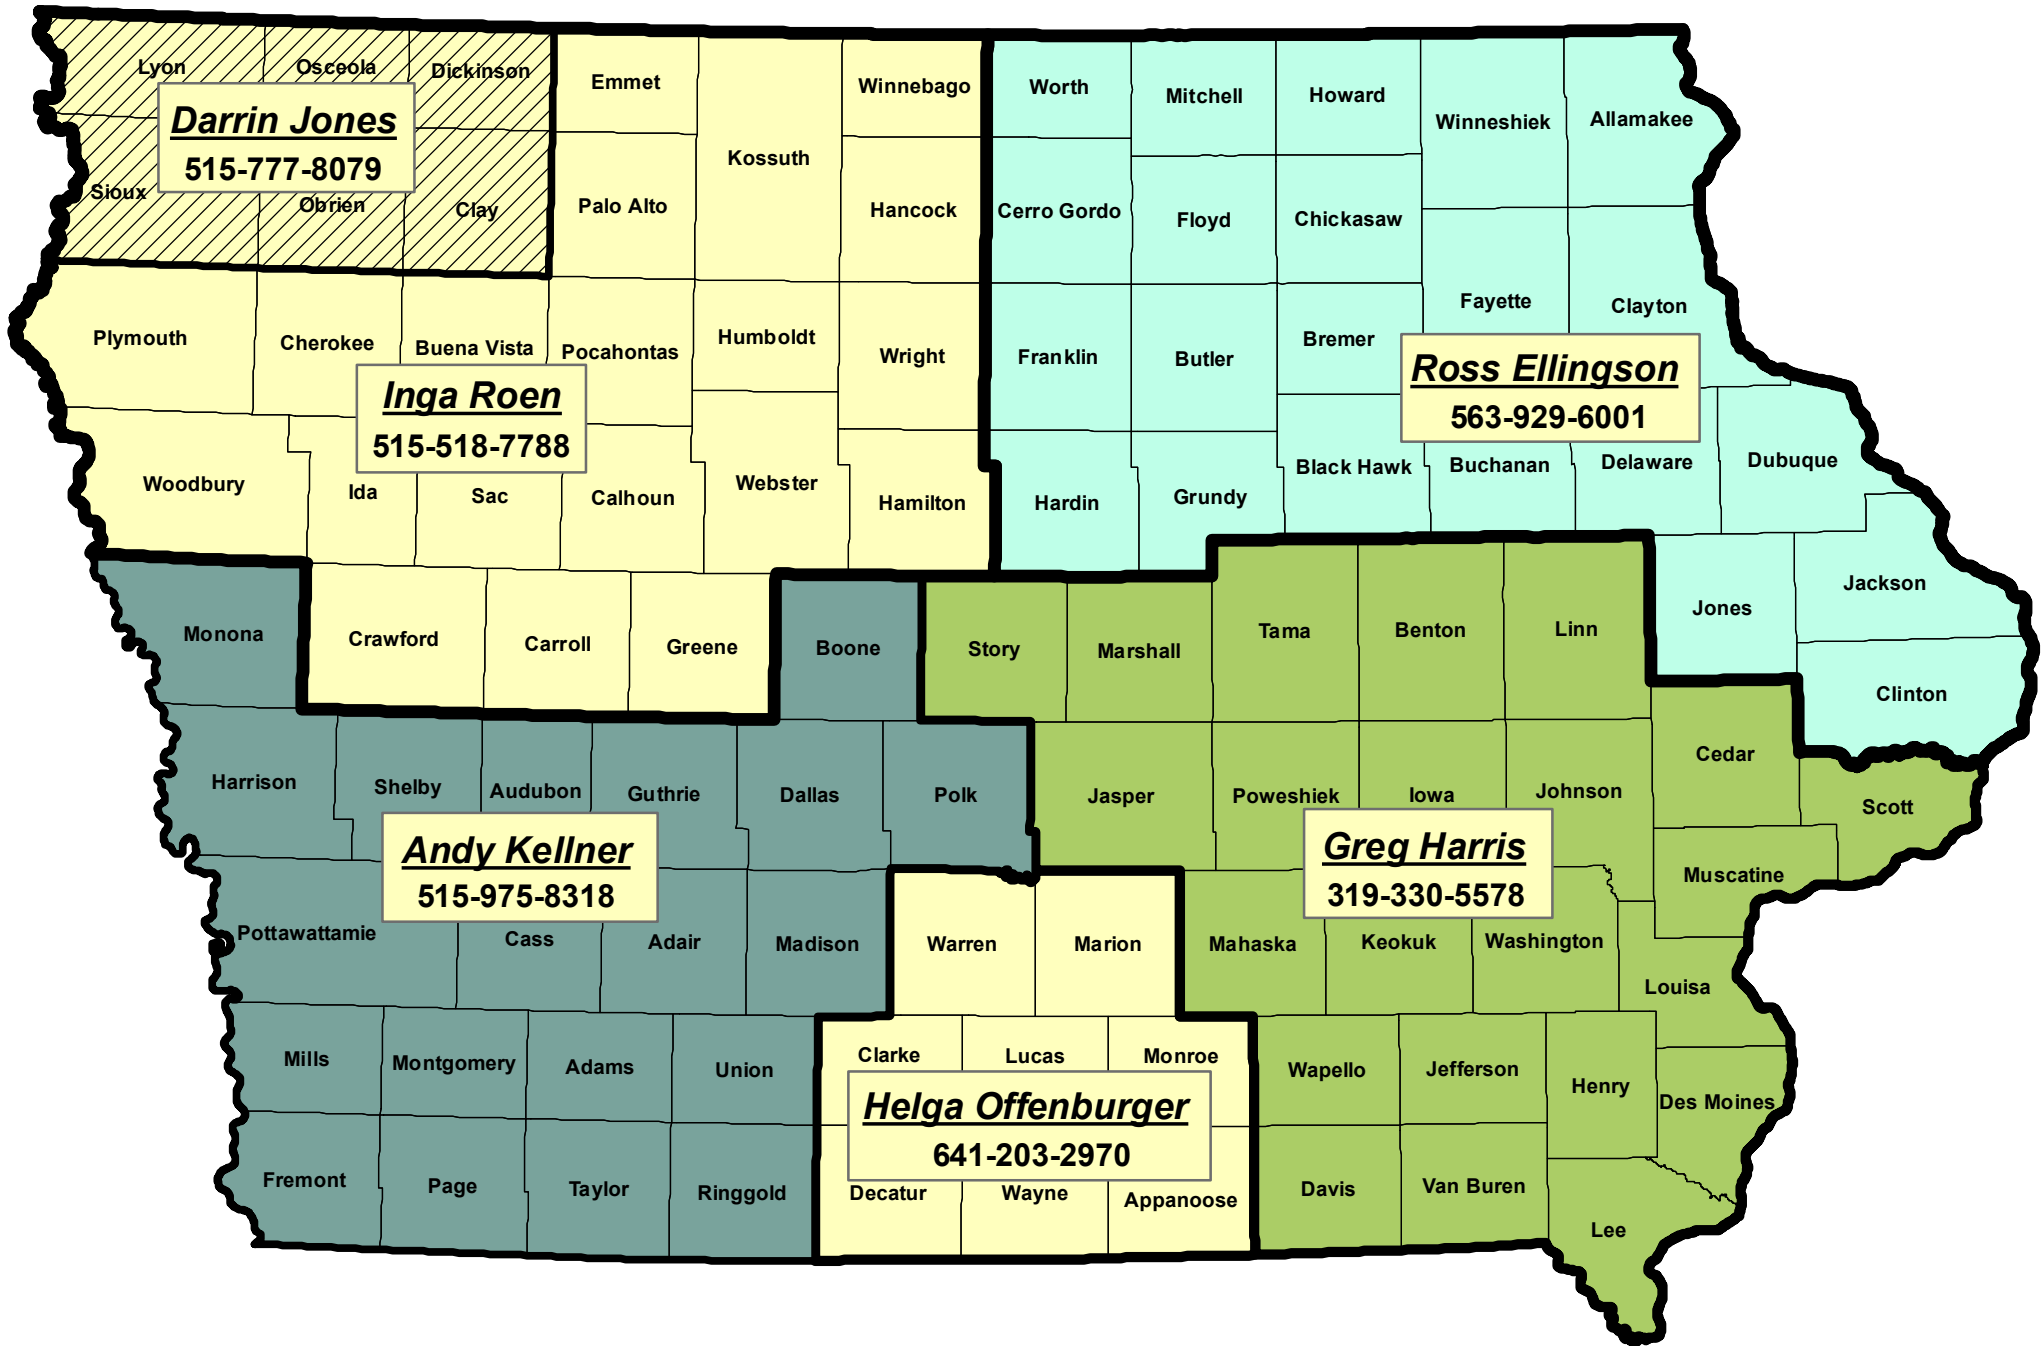 Lyon
Osceola
Dickinson
Emmet
Kossuth
Winnebago
Worth
Mitchell
Howard
Winneshiek
Allamakee
Darrin Jones
515-777-8079
Sioux
Obrien
Clay
Palo Alto
Hancock
Cerro Gordo
Floyd
Chickasaw
Fayette
Clayton
Plymouth
Cherokee
Buena Vista
Pocahontas
Humboldt
Wright
Franklin
Butler
Bremer
Ross Ellingson
563-929-6001
Inga Roen
515-518-7788
Woodbury
Ida
Sac
Calhoun
Webster
Hamilton
Hardin
Grundy
Black Hawk
Buchanan
Delaware
Dubuque
Monona
Crawford
Carroll
Greene
Boone
Story
Marshall
Tama
Benton
Linn
Jones
Jackson
Clinton
Harrison
Shelby
Audubon
Guthrie
Dallas
Polk
Jasper
Poweshiek
Iowa
Johnson
Cedar
Scott
Andy Kellner
515-975-8318
Greg Harris
319-330-5578
Muscatine
Pottawattamie
Cass
Adair
Madison
Warren
Marion
Mahaska
Keokuk
Washington
Louisa
Mills
Montgomery
Adams
Union
Clarke
Lucas
Monroe
Wapello
Jefferson
Henry
Des Moines
Helga Offenburger
641-203-2970
Fremont
Page
Taylor
Ringgold
Decatur
Wayne
Appanoose
Davis
Van Buren
Lee